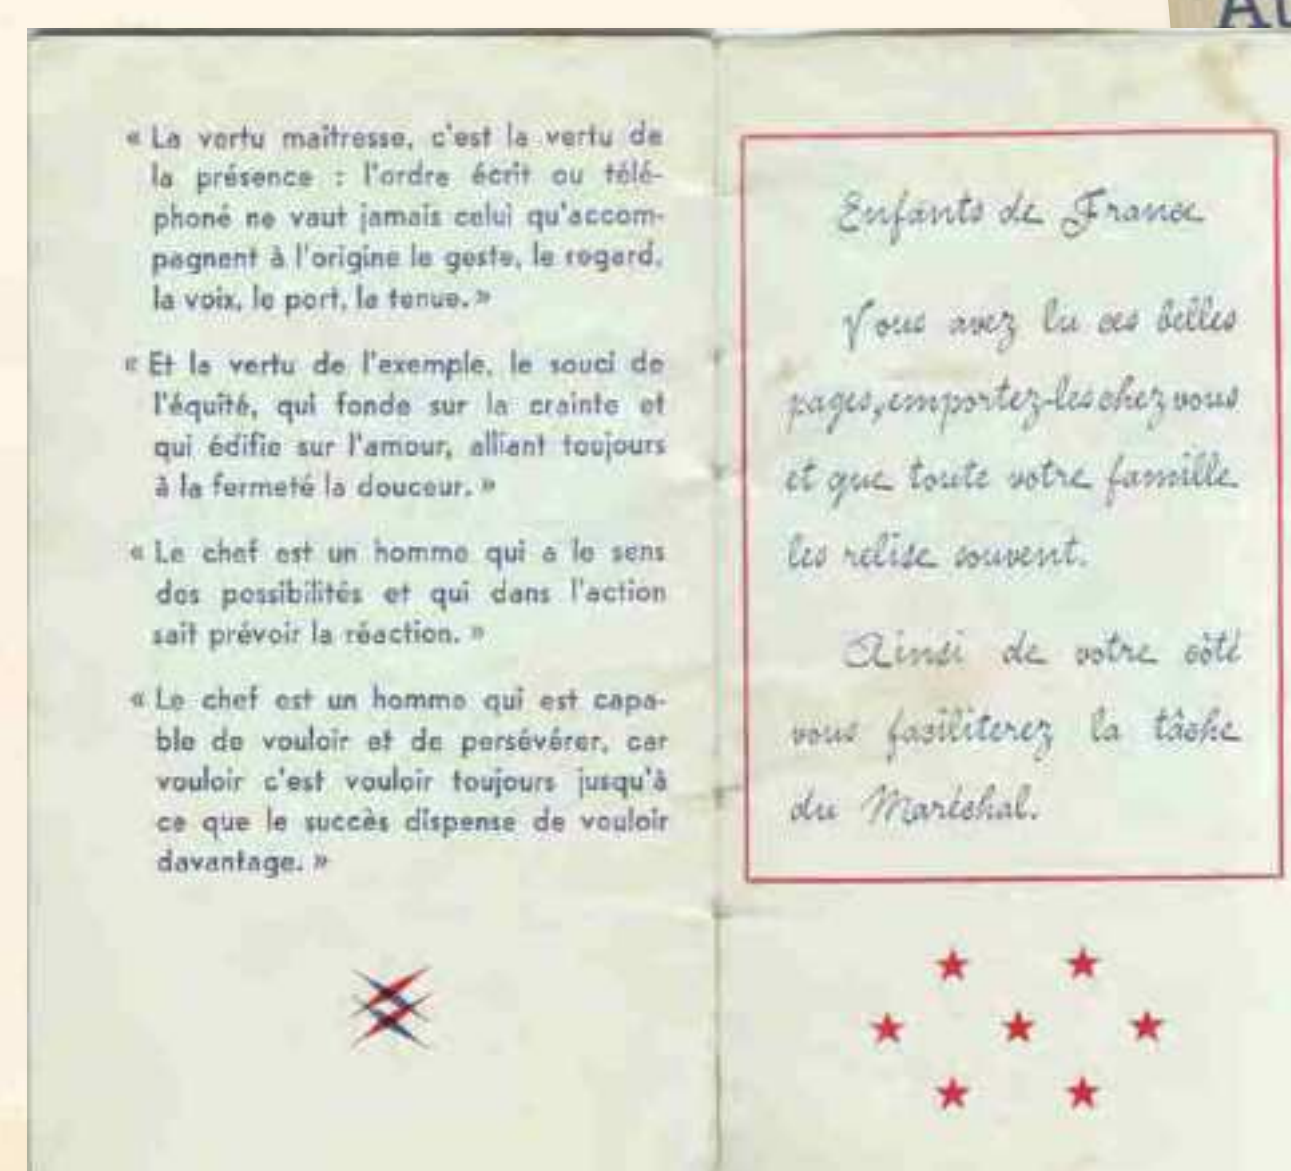 « La vertu maîtresse, c'est la vertu de
la présence : l'ordre écrit ou télé-
phoné ne vaut jamais celui qu'accom-
pagnent à l'origine le geste, le regard,
la voix, le port, la tenue. »
« Et la vertu de l'exemple, le souci de
l'équité, qui fonde sur la crainte et
qui édifie sur l'amour, alliant toujours
à la fermeté la douceur. »
« Le chef est un homme qui a le sens
des possibilités et qui dans l'action
sait prévoir la réaction. »
« Le chef est un homme qui est capa-
ble de vouloir et de persévérer, car
vouloir c'est vouloir toujours jusqu'à
ce que le succès dispense de vouloir
davantage. »
Enfants de France
Vous avez lu ces belles
pages, emportez-les chez vous
et que toute votre famille
les relise souvent.
Ainsi de votre côté
vous faciliterez la tâche
du Maréchal.